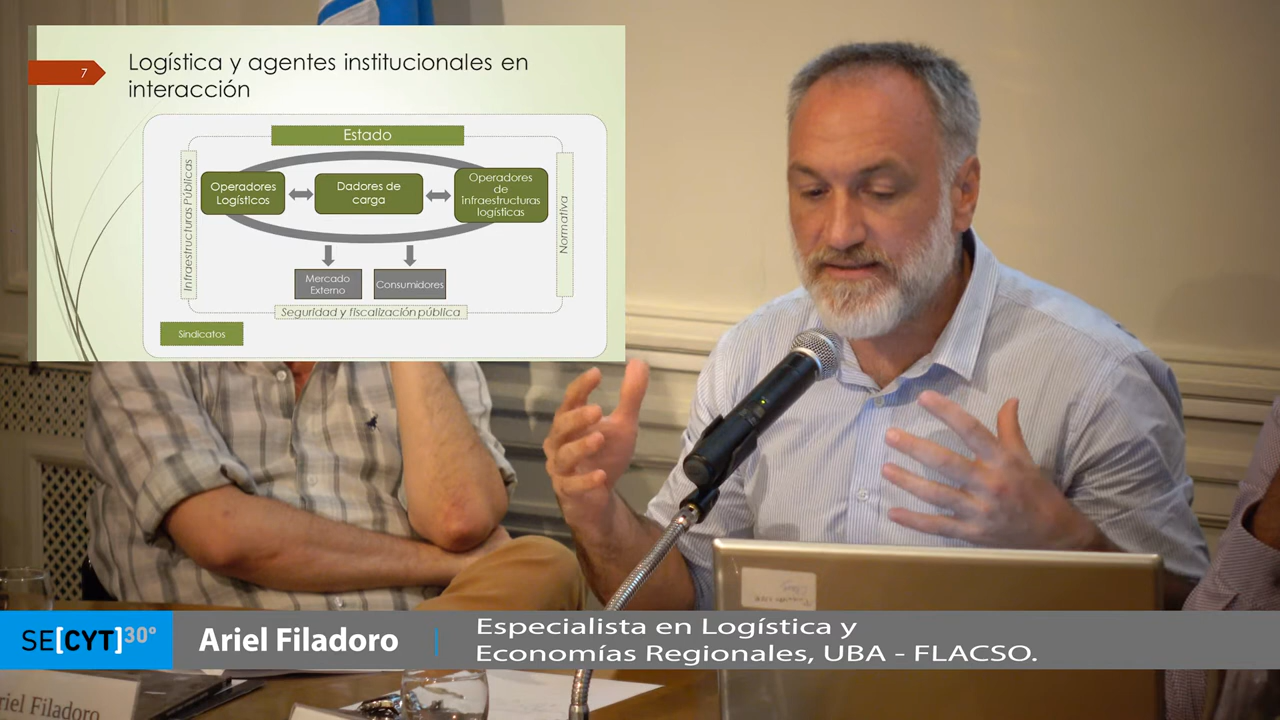 7
Logística y agentes institucionales en
interacción
Estado
Infraestructuras Públicas
Operadores
Logísticos
Dadores de
carga
Operadores
de
infraestructuras
logísticas
Normativa
Mercado
Externo
Consumidores
Seguridad y fiscalización pública
Sindicatos
SE[CYT]30º
Ariel Filadoro
Especialista en Logística y
Economías Regionales, UBA - FLACSO.
riel Filadoro